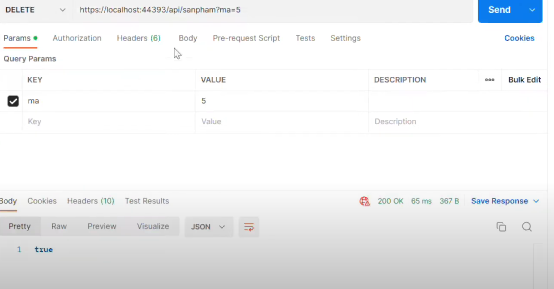 DELETE https://localhost:44393/api/sanpham?ma=5 Send
Params Authorization Headers (6) Body Pre-request Script Tests Settings Cookies
Query Params
KEY VALUE DESCRIPTION Bulk Edit
ma 5
Key Value Description
Body Cookies Headers (10) Test Results 200 OK 65 ms 367 B Save Response
Pretty Raw Preview Visualize JSON
1 true